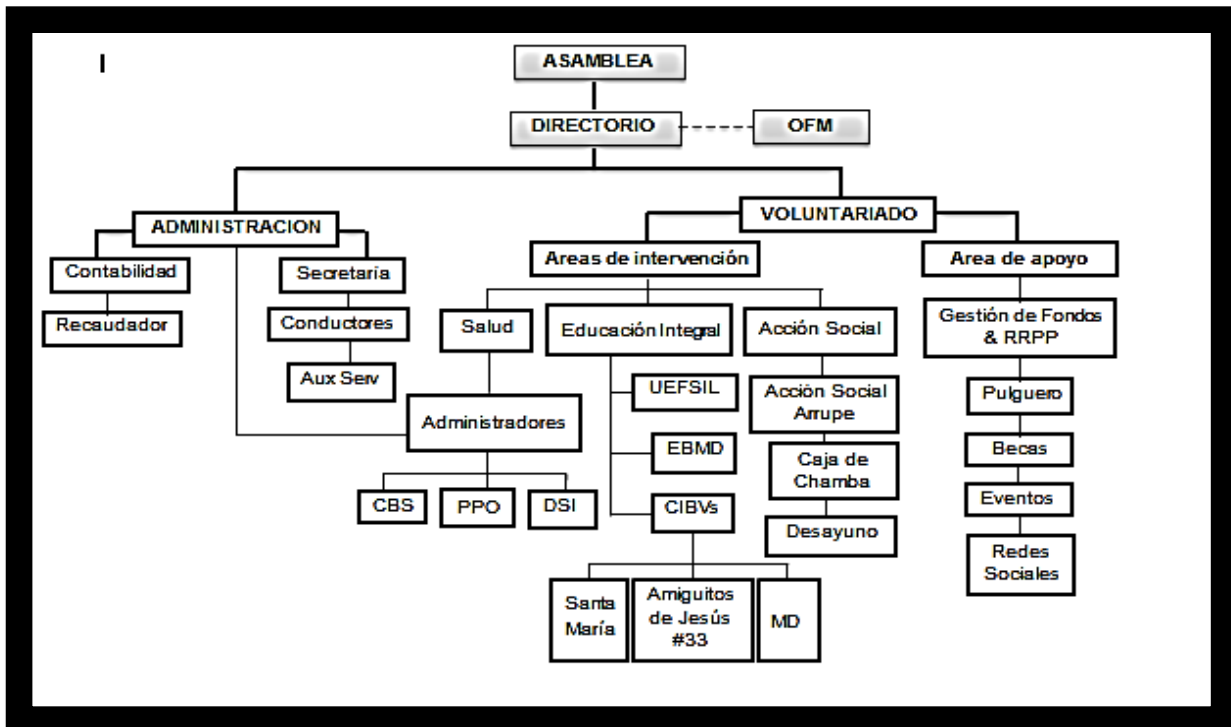 I
ASAMBLEA
DIRECTORIO
OFM
ADMINISTRACION
VOLUNTARIADO
Contabilidad
Secretaría
Areas de intervención
Area de apoyo
Recaudador
Conductores
Aux Serv
Salud
Educación Integral
Acción Social
Gestión de Fondos
& RRPP
Administradores
UEFSIL
Acción Social
Arrupe
Pulguero
EBMD
Caja de
Chamba
Becas
CBS
PPO
DSI
CIBVs
Desayuno
Eventos
Redes
Sociales
Santa
María
Amiguitos
de Jesús
#33
MD